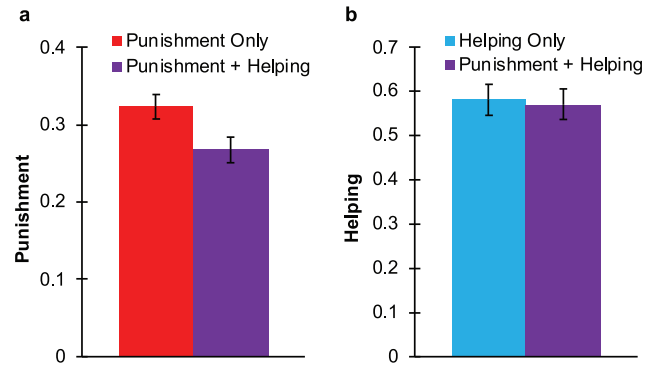 a
Punishment Only
Punishment + Helping
0.4
0.3
0.2
0.1
0
Punishment
b
Helping Only
Punishment + Helping
0.7
0.6
0.5
0.4
0.3
0.2
0.1
0
Helping